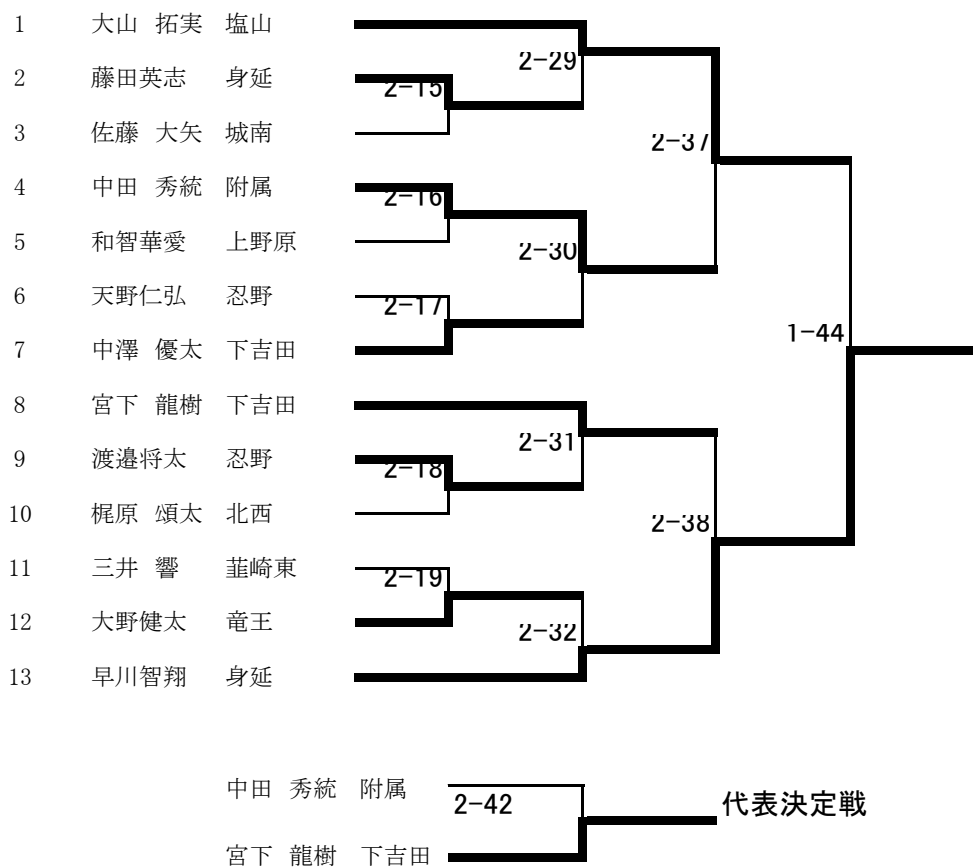 1 大山 拓実 塩山
2-29
2 藤田英志 身延
2-15
3 佐藤 大矢 城南
2-37
4 中田 秀統 附属
2-16
5 和智華愛 上野原
2-30
6 天野仁弘 忍野
2-17
1-44
7 中澤 優太 下吉田
8 宮下 龍樹 下吉田
2-31
9 渡邉将太 忍野
2-18
10 梶原 頌太 北西
2-38
11 三井 響 韮崎東
2-19
12 大野健太 竜王
2-32
13 早川智翔 身延
中田 秀統 附属
2-42 代表決定戦
宮下 龍樹 下吉田